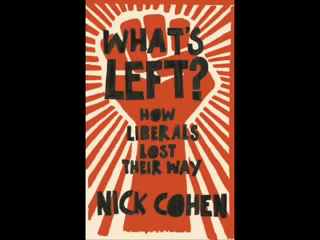 WHAT'S
LEFT?
HOW
LIBERALS
LOST
THEIR WAY
NICK COHEN